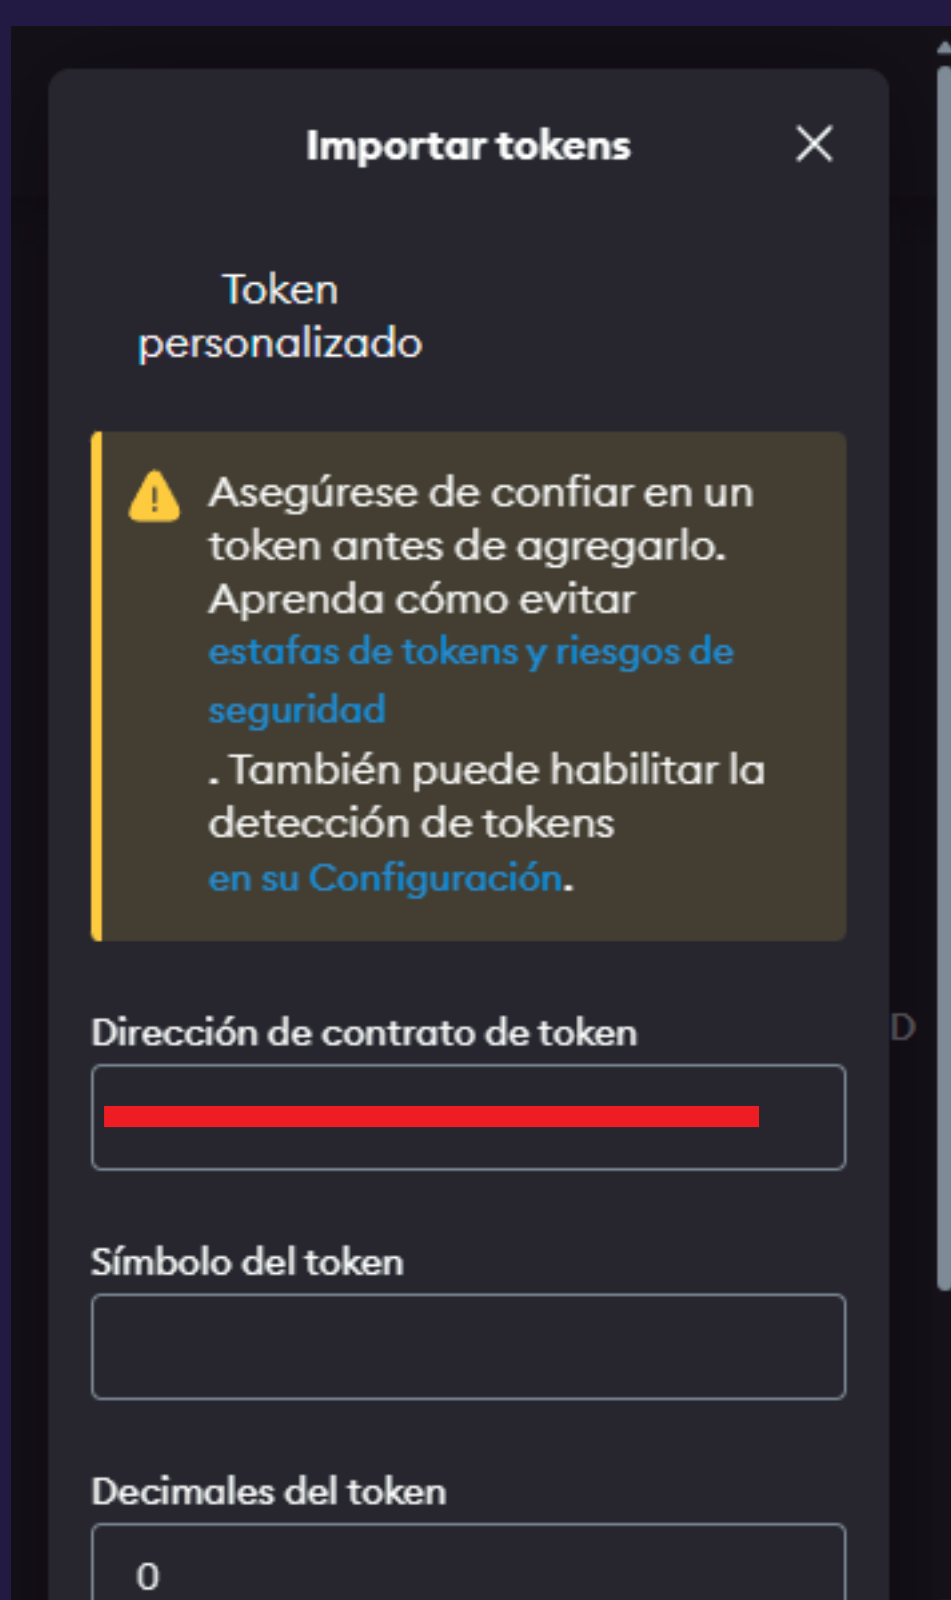 Importar tokens
Token
personalizado
Asegúrese de confiar en un
token antes de agregarlo.
Aprenda cómo evitar
estafas de tokens y riesgos de
seguridad
. También puede habilitar la
detección de tokens
en su Configuración.
Dirección de contrato de token
D
Símbolo del token
Decimales del token
0